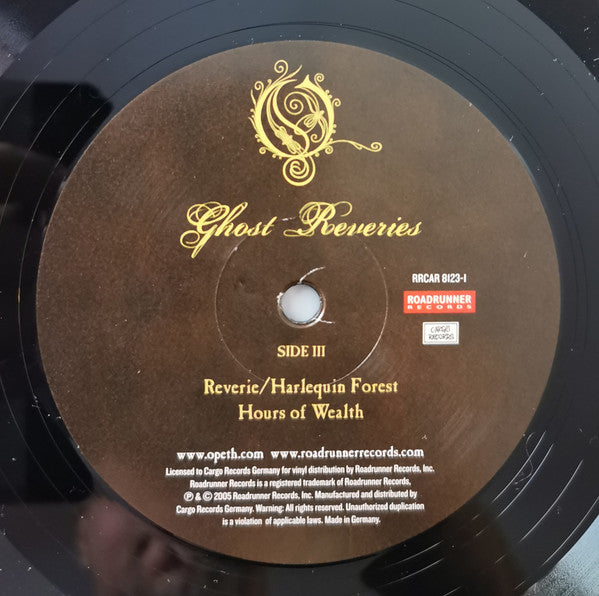 Ghost Reveries
RRCAR 8123-1
ROADRUNNER
RECORDS
CARGO
RECORDS
SIDE III
Reverie/Harlequin Forest
Hours of Wealth
www.opeth.com www.roadrunnerrecords.com
Licensed to Cargo Records Germany for vinyl distribution by Roadrunner Records, Inc.
Roadrunner Records is a registered trademark of Roadrunner Records.
℗ & © 2005 Roadrunner Records, Inc. Manufactured and distributed by
Cargo Records Germany. Warning: All rights reserved. Unauthorized duplication
is a violation of applicable laws. Made in Germany.